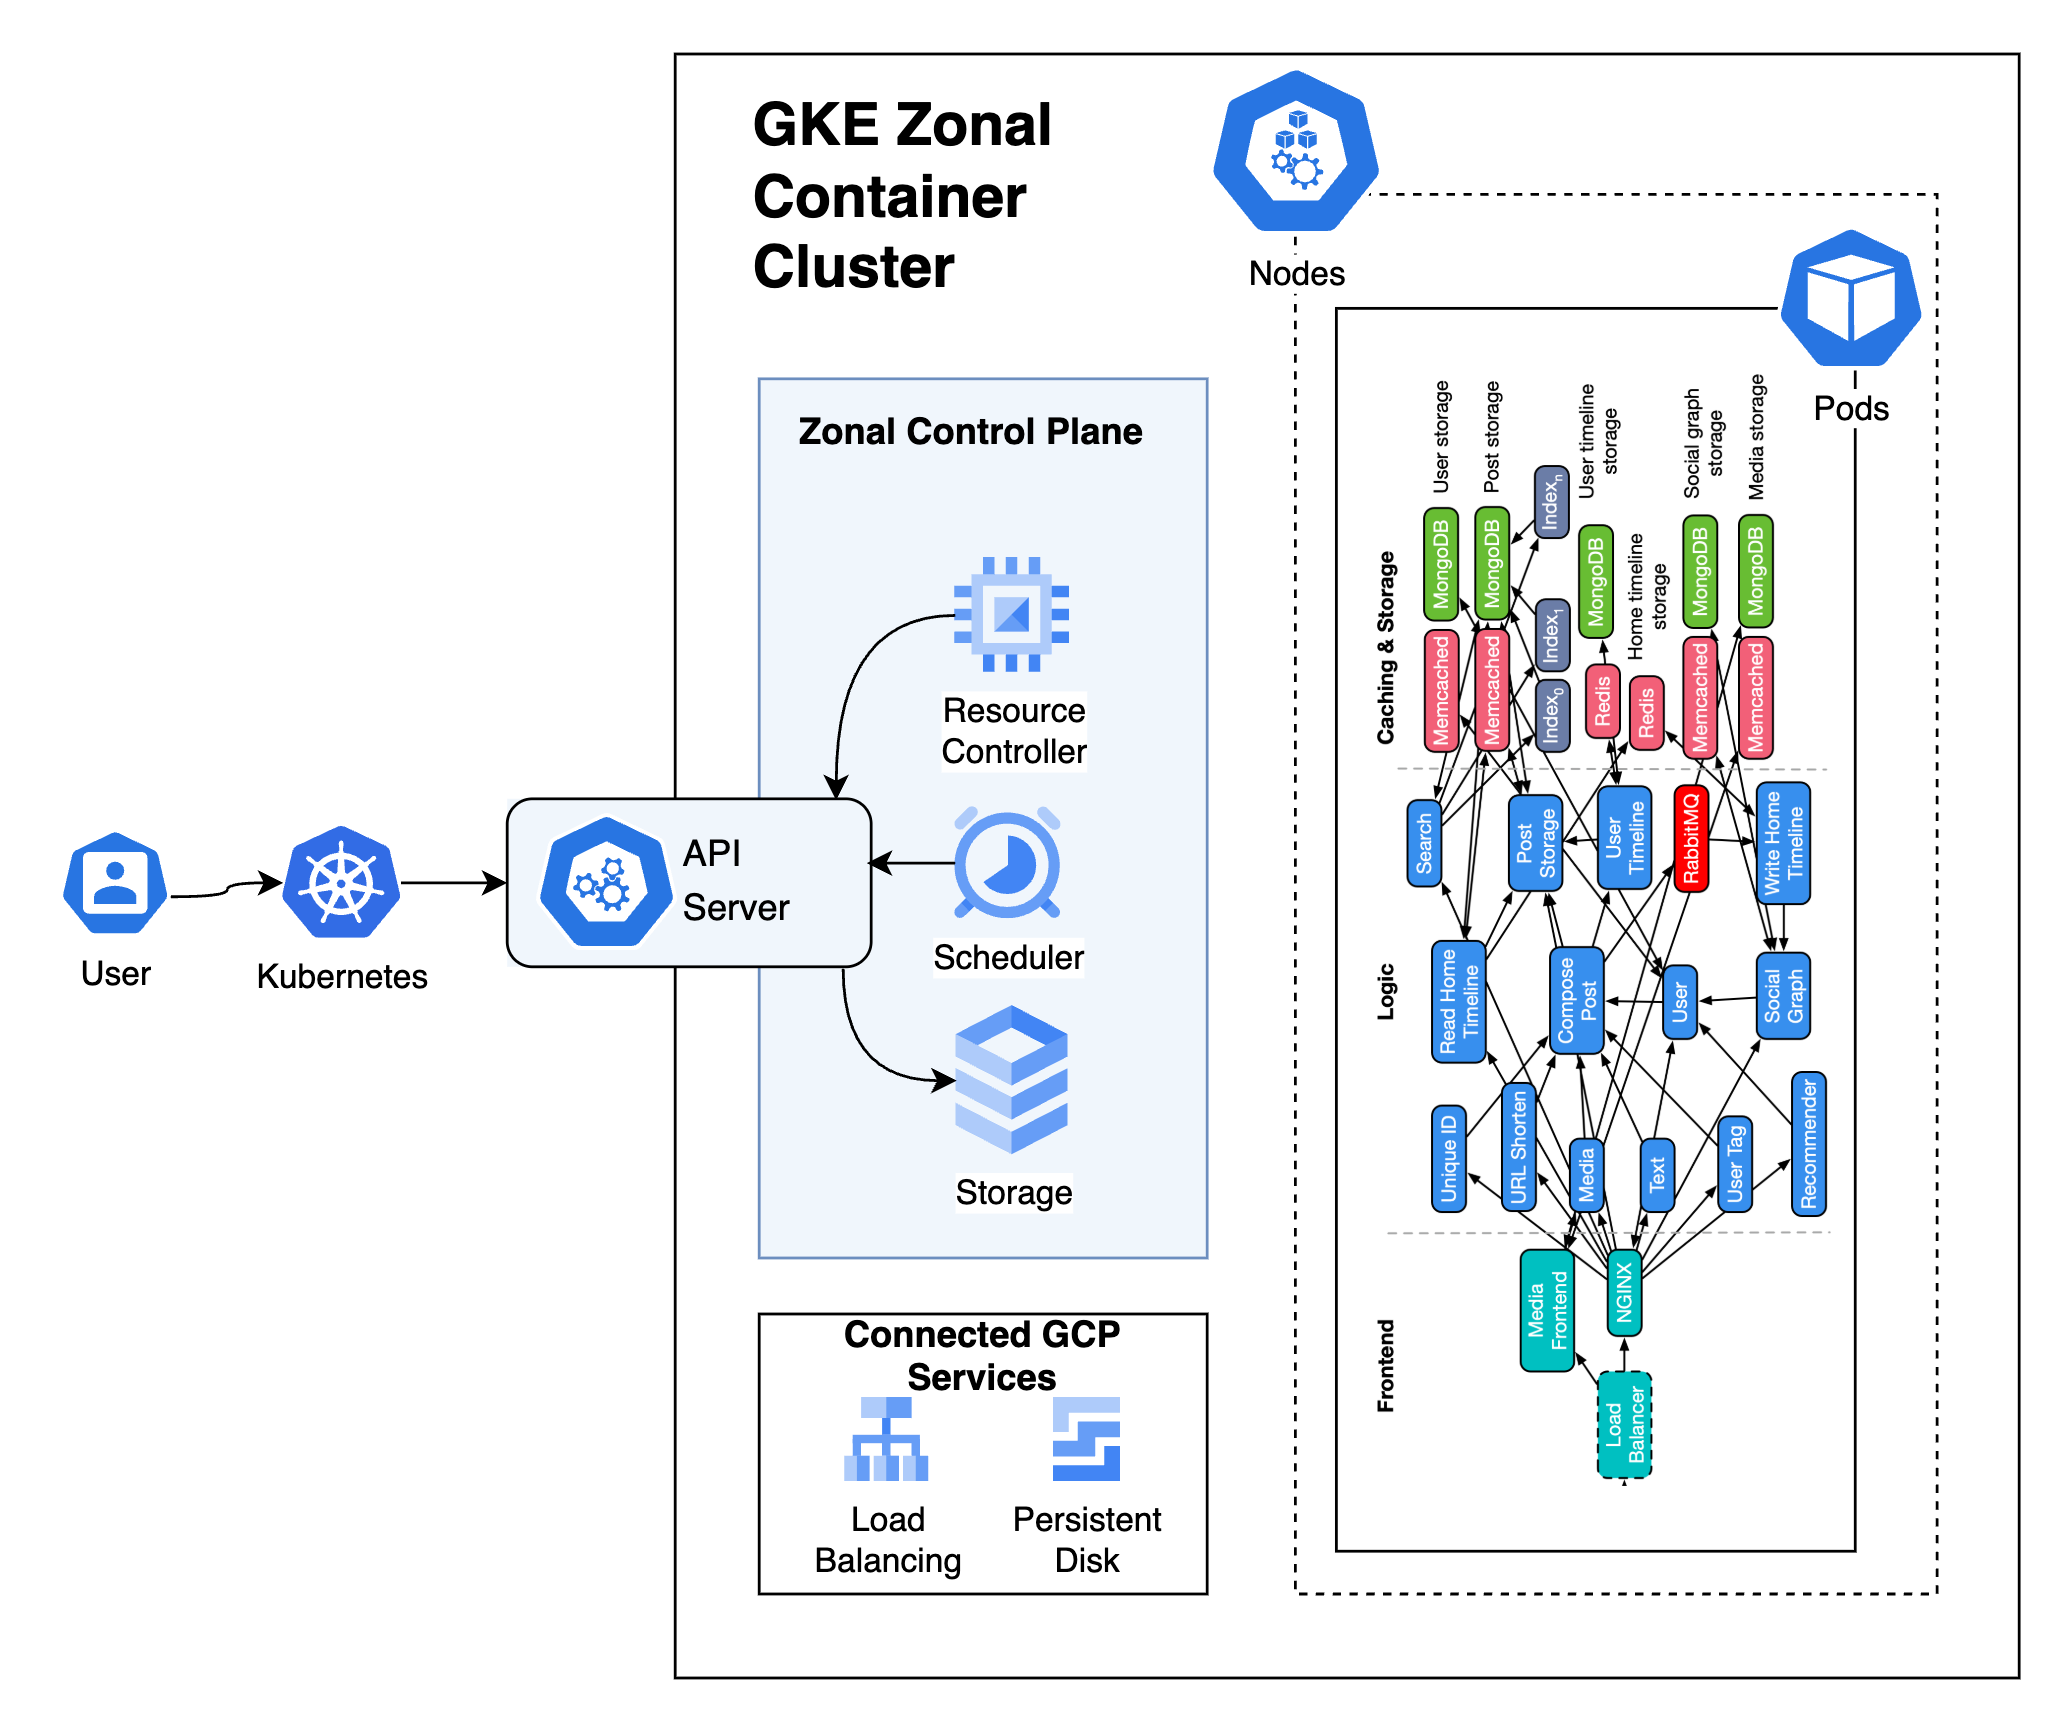 GKE Zonal
Container
Cluster
Nodes
Pods
Zonal Control Plane
Resource
Controller
API
Server
Scheduler
Storage
User
Kubernetes
Connected GCP
Services
Load
Balancing
Persistent
Disk
Frontend
Logic
Caching & Storage
Load
Balancer
Media
Frontend
NGINX
Unique ID
URL Shorten
Media
Text
User Tag
Recommender
Read Home
Timeline
Compose
Post
User
Social
Graph
Search
Post
Storage
User
Timeline
RabbitMQ
Write Home
Timeline
Memcached
MongoDB
User storage
Memcached
MongoDB
Post storage
Index0
Index1
Indexn
Redis
MongoDB
User timeline
storage
Redis
Home timeline
storage
Memcached
MongoDB
Social graph
storage
Memcached
MongoDB
Media storage